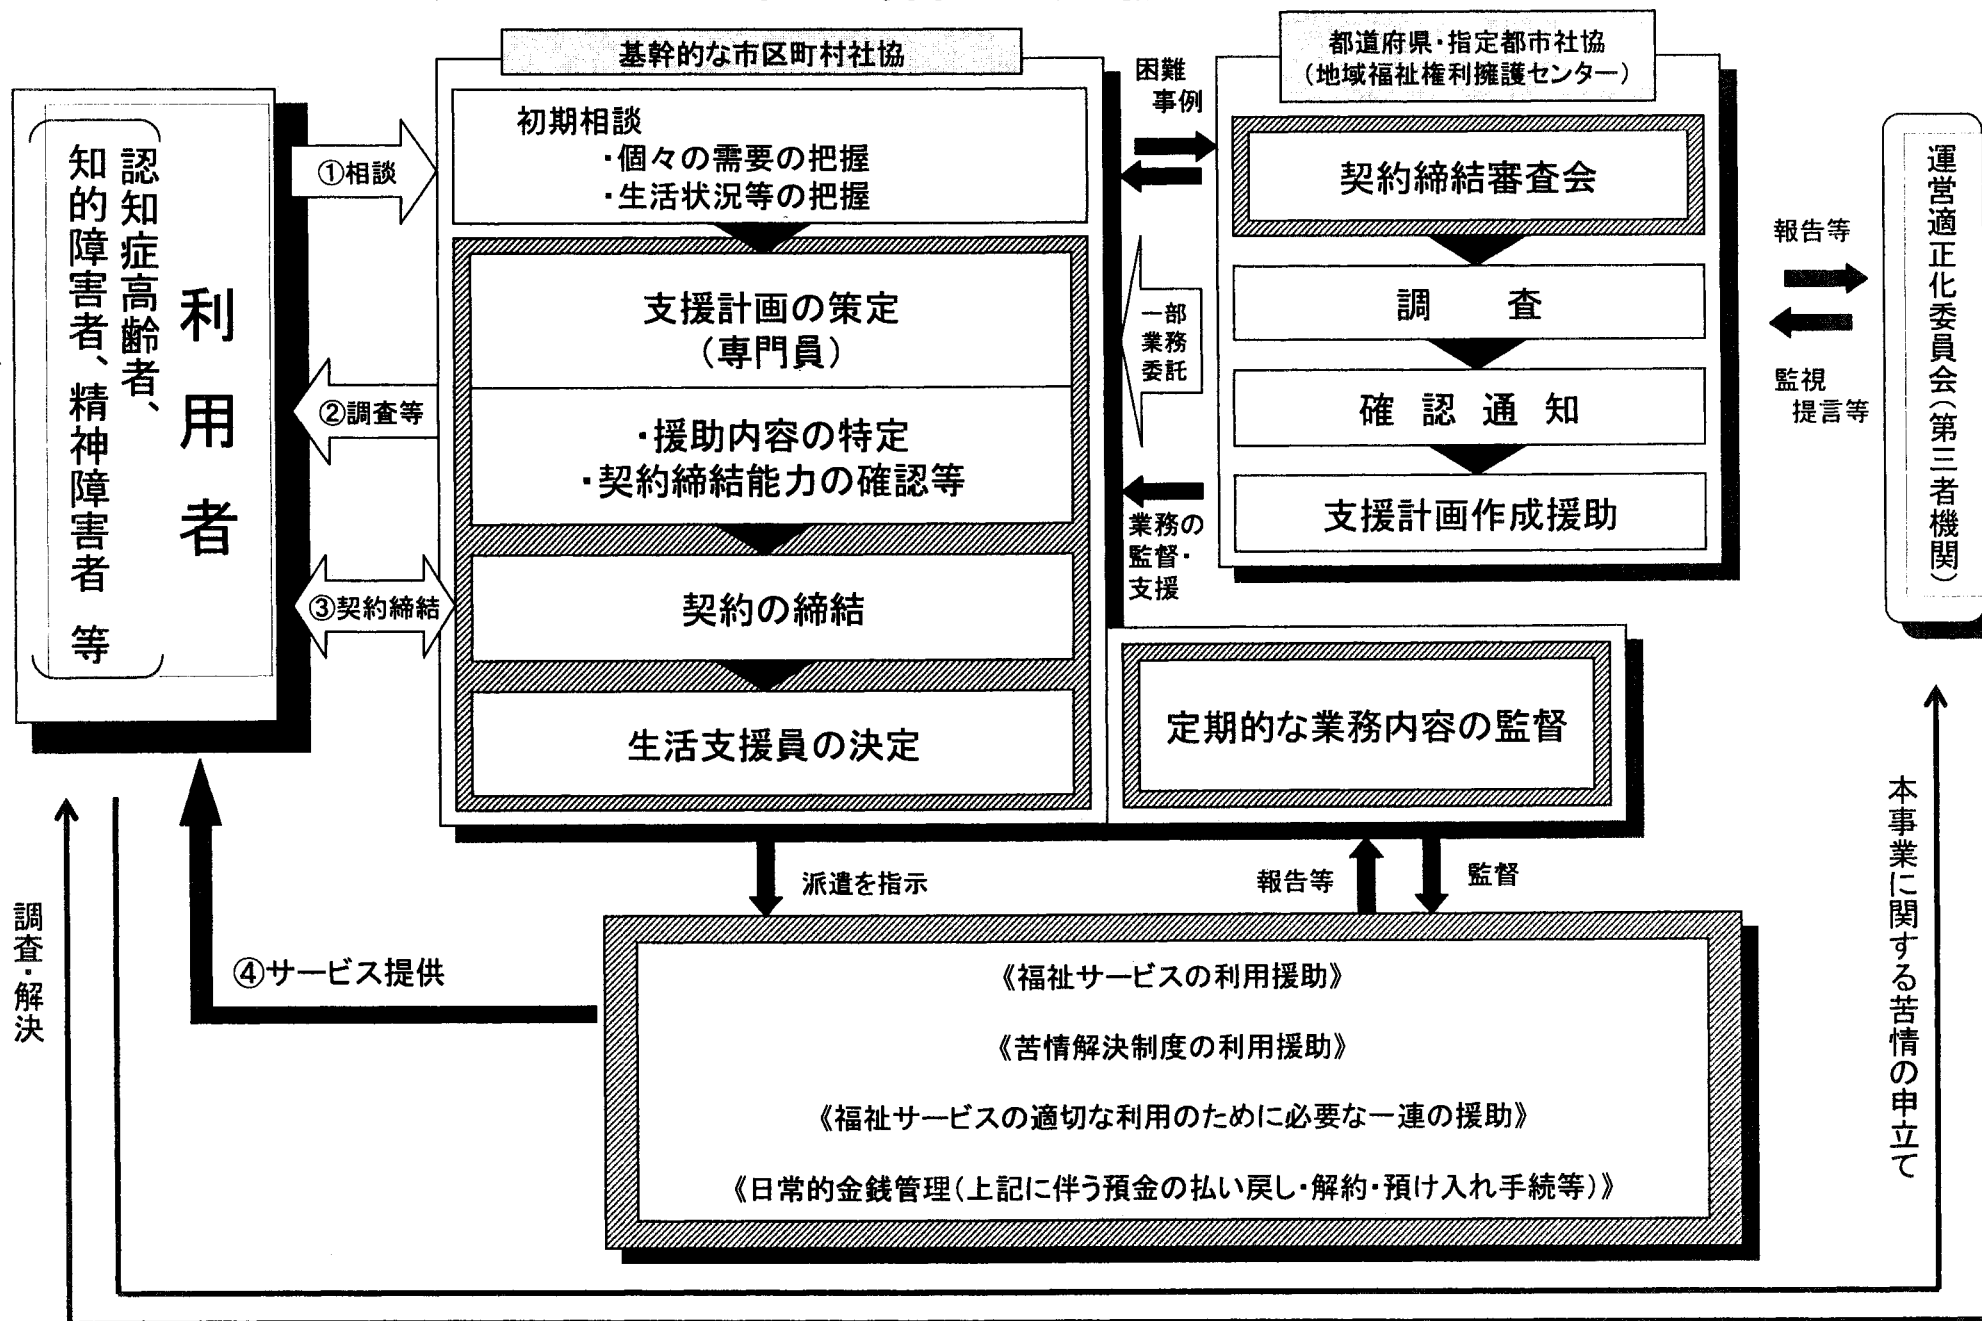 基幹的な市区町村社協
初期相談
・個々の需要の把握
・生活状況等の把握
支援計画の策定
（専門員）
・援助内容の特定
・契約締結能力の確認等
契約の締結
生活支援員の決定
都道府県・指定都市社協
（地域福祉権利擁護センター）
契約締結審査会
調　　査
確　認　通　知
支援計画作成援助
困難
事例
一部
業務
委託
業務の
監督・
支援
定期的な業務内容の監督
運営適正化委員会（第三者機関）
報告等
監視
提言等
利　用　者
認知症高齢者、
知的障害者、精神障害者　等
①相談
②調査等
③契約締結
④サービス提供
派遣を指示
報告等
監督
《福祉サービスの利用援助》
《苦情解決制度の利用援助》
《福祉サービスの適切な利用のために必要な一連の援助》
《日常的金銭管理（上記に伴う預金の払い戻し・解約・預け入れ手続等）》
調査・解決
本事業に関する苦情の申立て